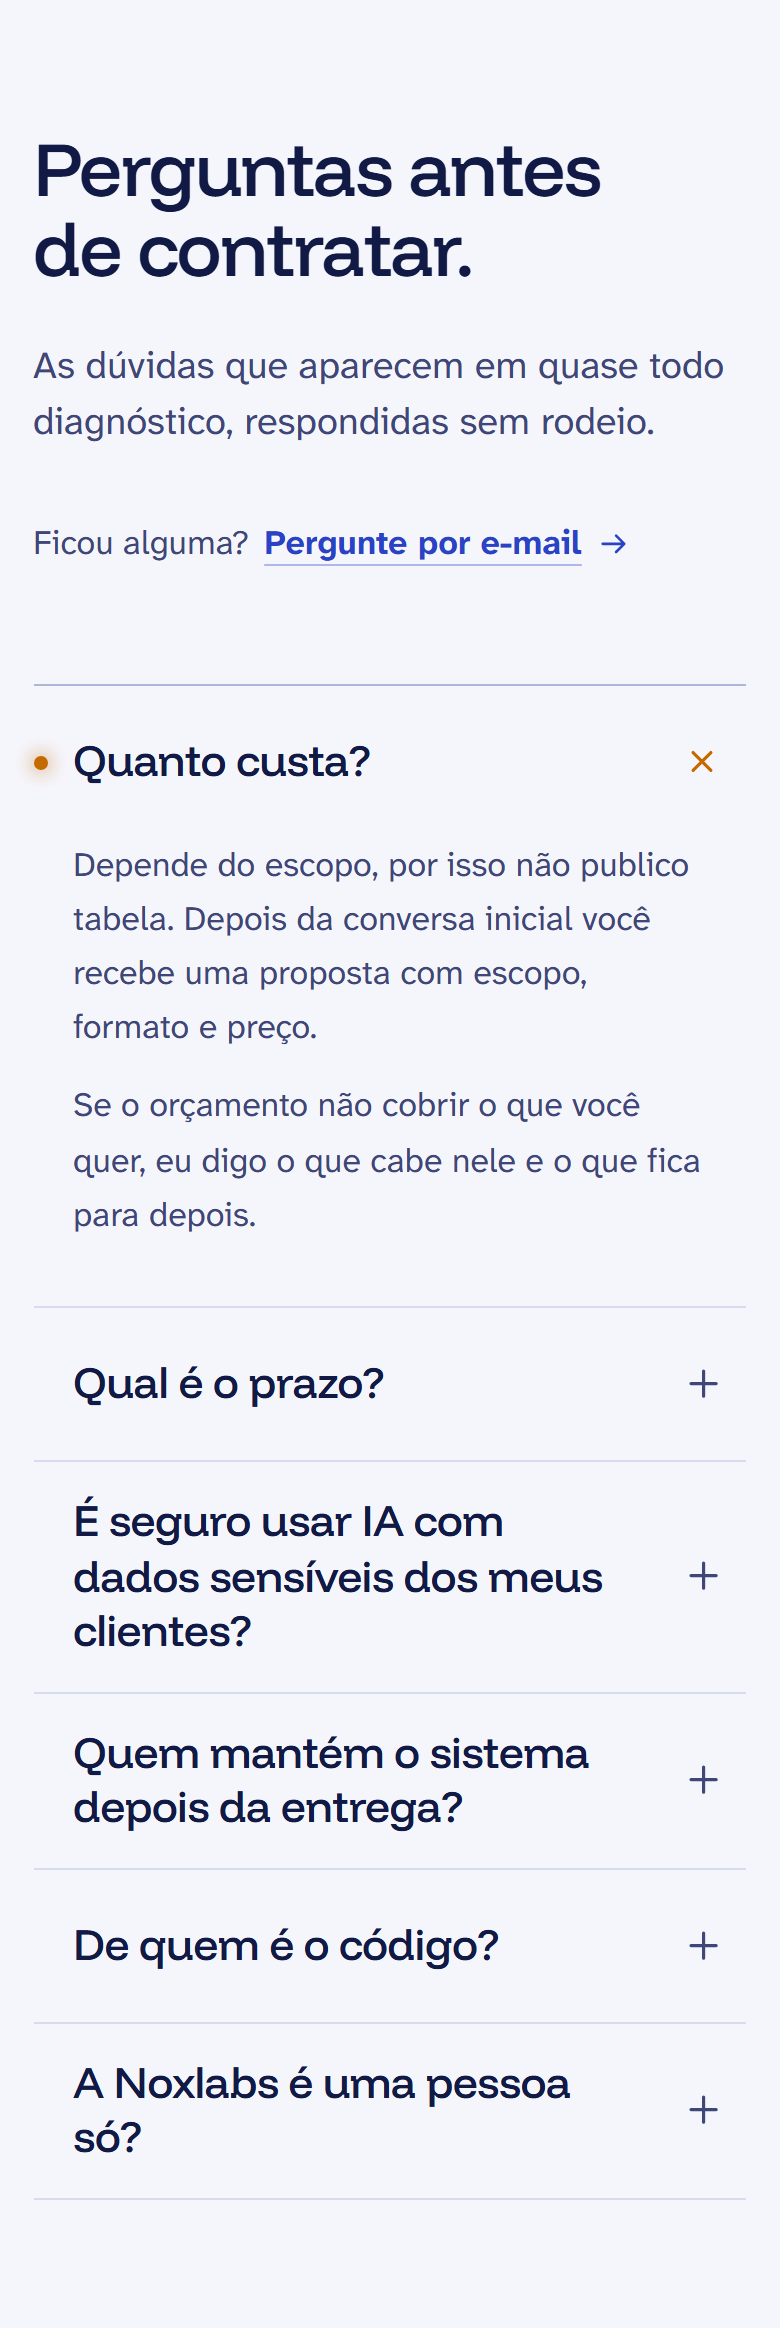 Perguntas antes
de contratar.
As dúvidas que aparecem em quase todo
diagnóstico, respondidas sem rodeio.
Ficou alguma? Pergunte por e-mail →
Quanto custa?
Depende do escopo, por isso não publico
tabela. Depois da conversa inicial você
recebe uma proposta com escopo,
formato e preço.
Se o orçamento não cobrir o que você
quer, eu digo o que cabe nele e o que fica
para depois.
Qual é o prazo?
É seguro usar IA com
dados sensíveis dos meus
clientes?
Quem mantém o sistema
depois da entrega?
De quem é o código?
A Noxlabs é uma pessoa
só?